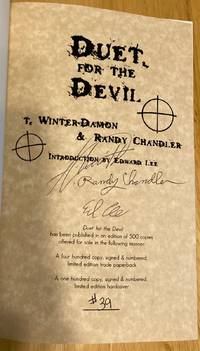 DUET
FOR THE
DEVIL
T. WINTER-DAMON
& RANDY CHANDLER
INTRODUCTION BY EDWARD LEE
Randy Chandler
Ed Lee
Duet for the Devil
has been published in an edition of 500 copies
offered for sale in the following manner:
A four hundred copy, signed & numbered
limited edition trade paperback
A one hundred copy, signed & numbered,
limited edition hardcover
#39